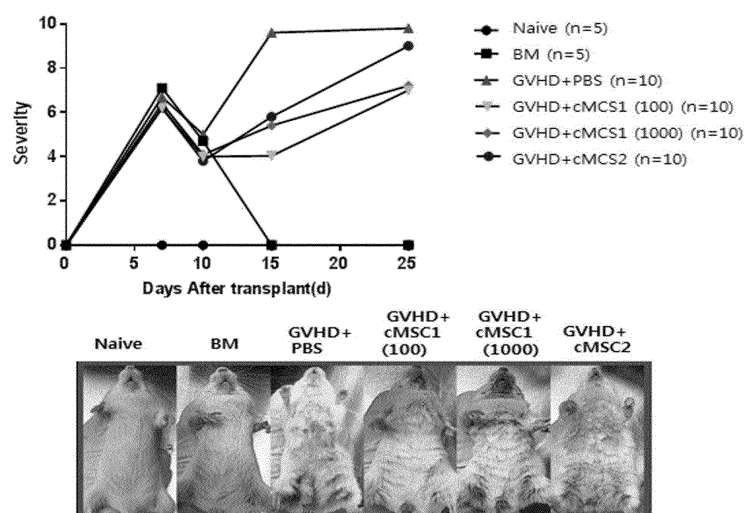 10
8
6
4
2
0
Severity
0 5 10 15 20 25
Days After transplant(d)
Naive (n=5)
BM (n=5)
GVHD+PBS (n=10)
GVHD+cMCS1 (100) (n=10)
GVHD+cMCS1 (1000) (n=10)
GVHD+cMCS2 (n=10)
Naive
BM
GVHD+
PBS
GVHD+
cMSC1
(100)
GVHD+
cMSC1
(1000)
GVHD+
cMSC2